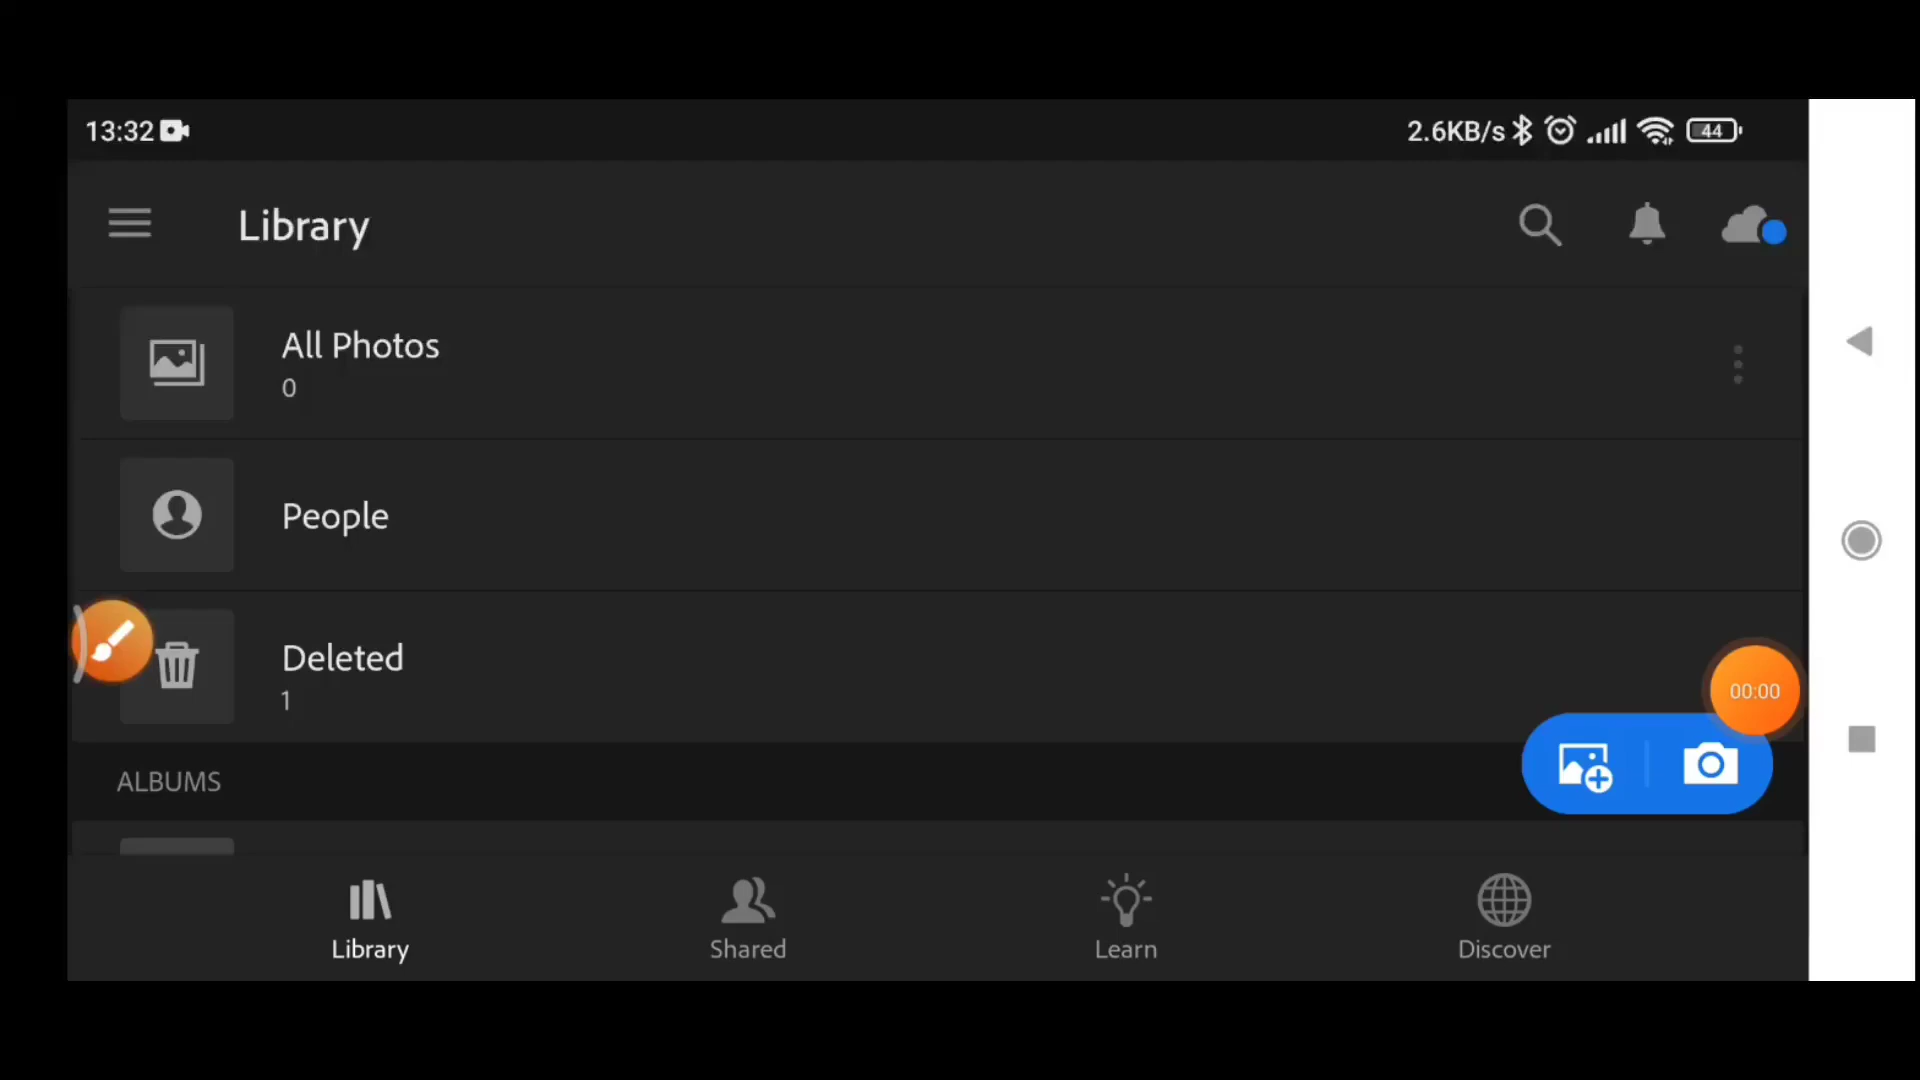 13:32 2.6KB/s 44
Library
All Photos
0
People
Deleted
1
00:00
ALBUMS
Library Shared Learn Discover